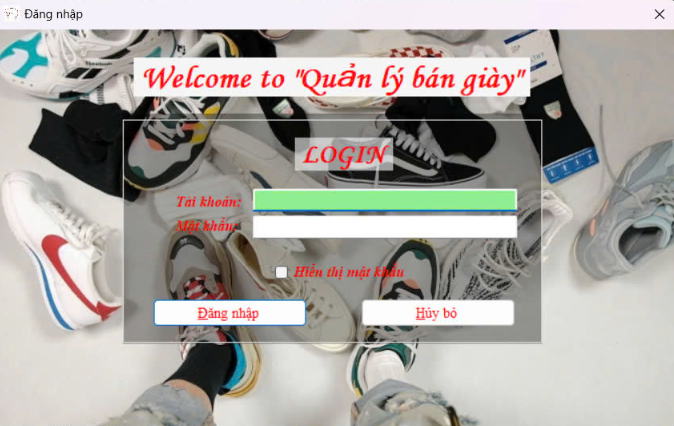 Đăng nhập
Welcome to "Quản lý bán giày"
LOGIN
Tài khoản:
Mật khẩu:
Hiển thị mật khẩu
Đăng nhập
Hủy bỏ